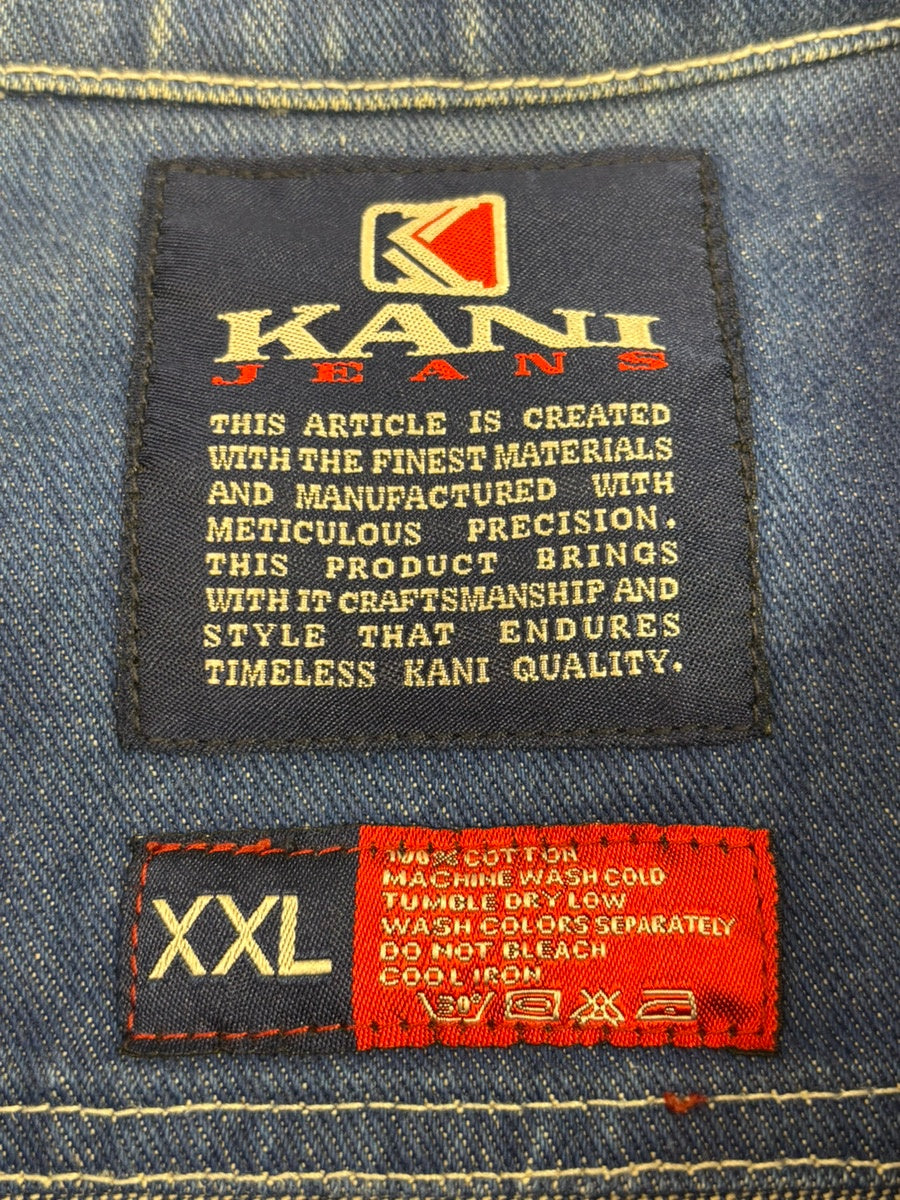 K
KANI
JEANS
THIS ARTICLE IS CREATED
WITH THE FINEST MATERIALS
AND MANUFACTURED WITH
METICULOUS PRECISION.
THIS PRODUCT BRINGS
WITH IT CRAFTSMANSHIP AND
STYLE THAT ENDURES
TIMELESS KANI QUALITY.
XXL
100% COTTON
MACHINE WASH COLD
TUMBLE DRY LOW
WASH COLORS SEPARATELY
DO NOT BLEACH
COOL IRON
30°